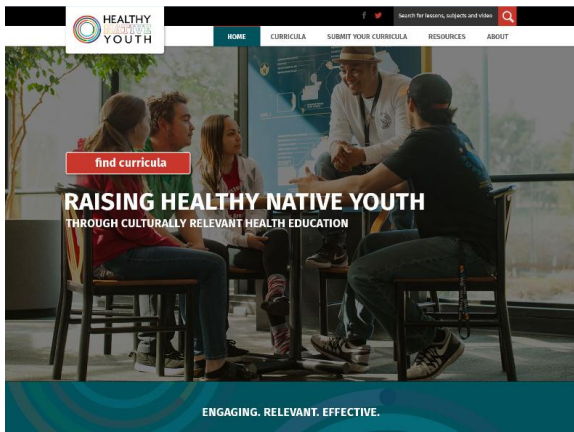 HEALTHY
NATIVE
YOUTH
Search for lessons, subjects and video
HOME CURRICULA SUBMIT YOUR CURRICULA RESOURCES ABOUT
find curricula
RAISING HEALTHY NATIVE YOUTH
THROUGH CULTURALLY RELEVANT HEALTH EDUCATION
ENGAGING. RELEVANT. EFFECTIVE.